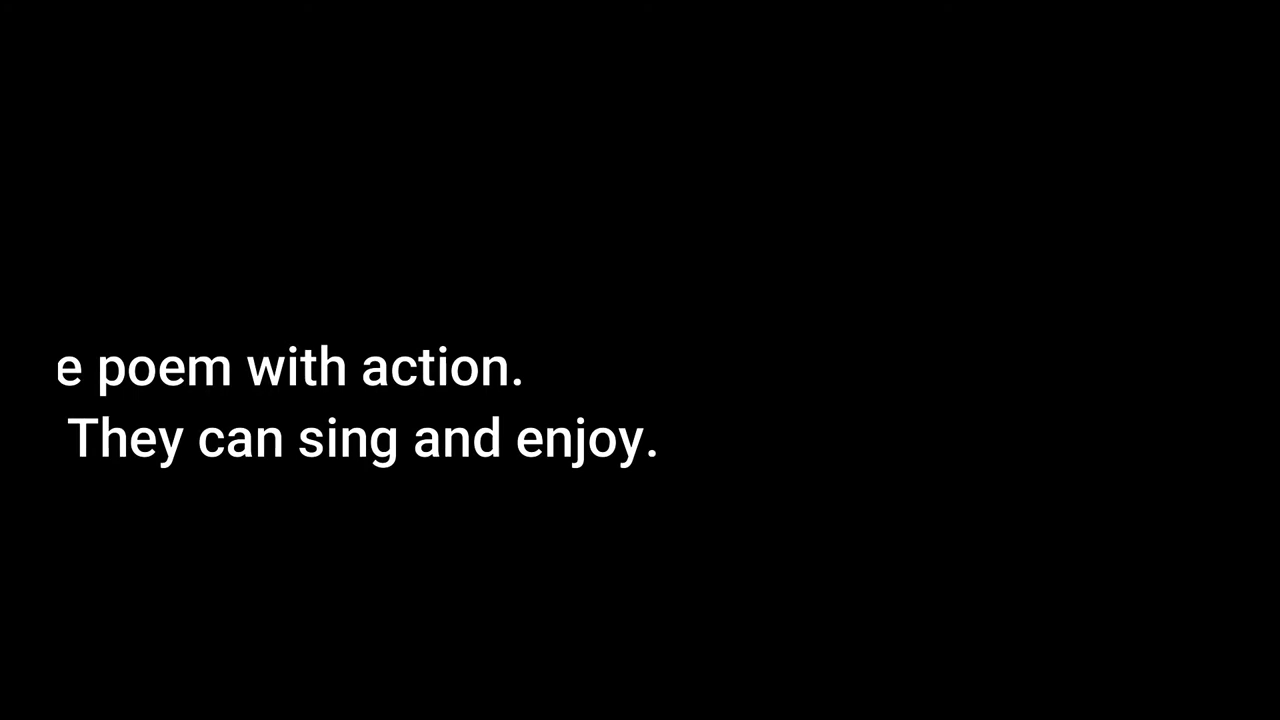 e poem with action.
They can sing and enjoy.